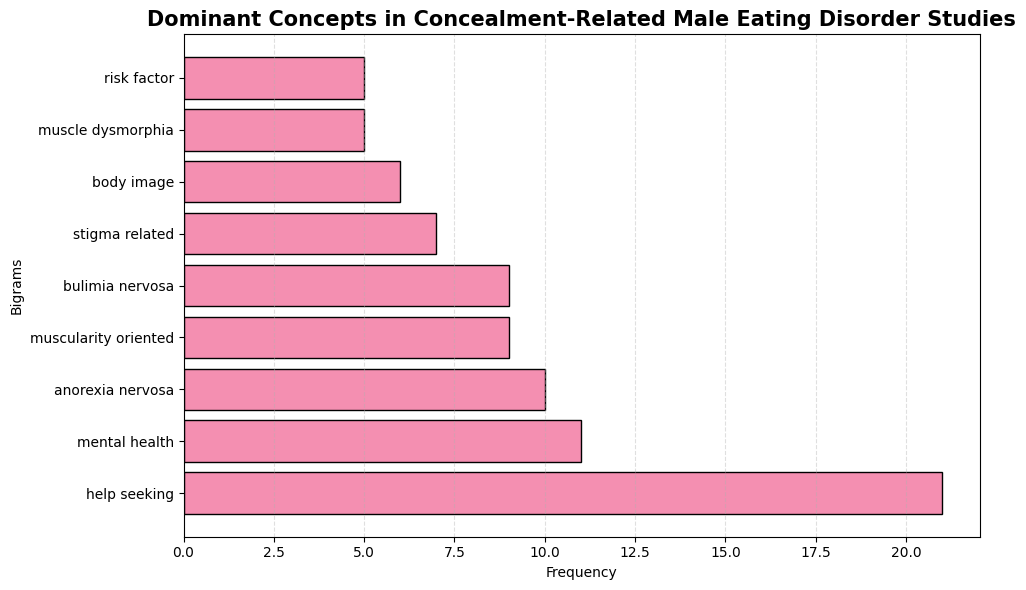 Dominant Concepts in Concealment-Related Male Eating Disorder Studies
Bigrams
risk factor
muscle dysmorphia
body image
stigma related
bulimia nervosa
muscularity oriented
anorexia nervosa
mental health
help seeking
0.0 2.5 5.0 7.5 10.0 12.5 15.0 17.5 20.0
Frequency